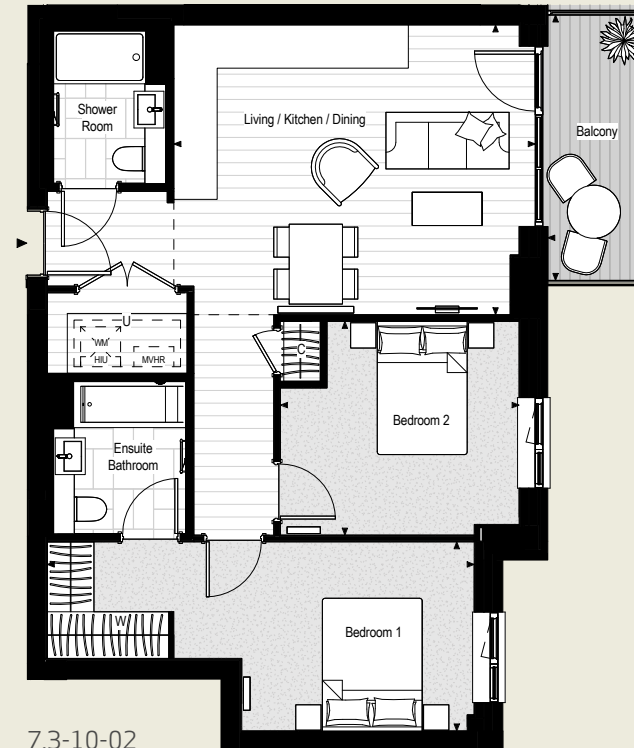 Shower
Room
Living / Kitchen / Dining
Balcony
U
WM
HIU
MVHR
C
Bedroom 2
Ensuite
Bathroom
W
Bedroom 1
7.3-10-02